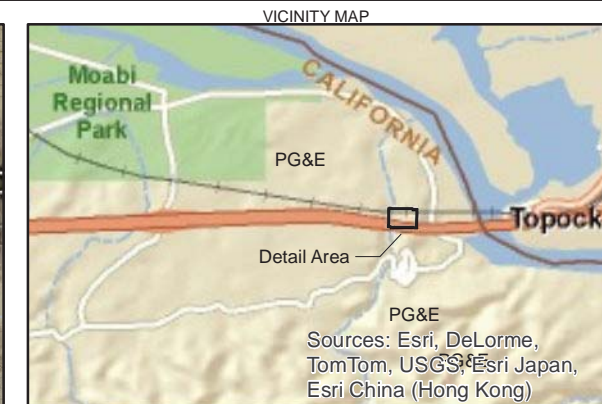 VICINITY MAP
Moabi
Regional
Park
CALIFORNIA
PG&E
Topock
Detail Area
PG&E
PG&E
Sources: Esri, DeLorme,
TomTom, USGS, Esri Japan,
Esri China (Hong Kong)